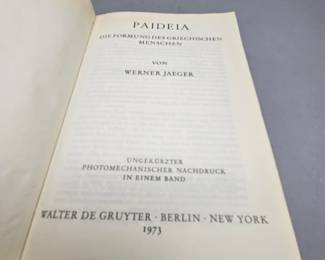 PAIDEIA
DIE FORMUNG DES GRIECHISCHEN
MENSCHEN
VON
WERNER JAEGER
UNGEKÜRZTER
PHOTOMECHANISCHER NACHDRUCK
IN EINEM BAND
WALTER DE GRUYTER · BERLIN · NEW YORK
1973